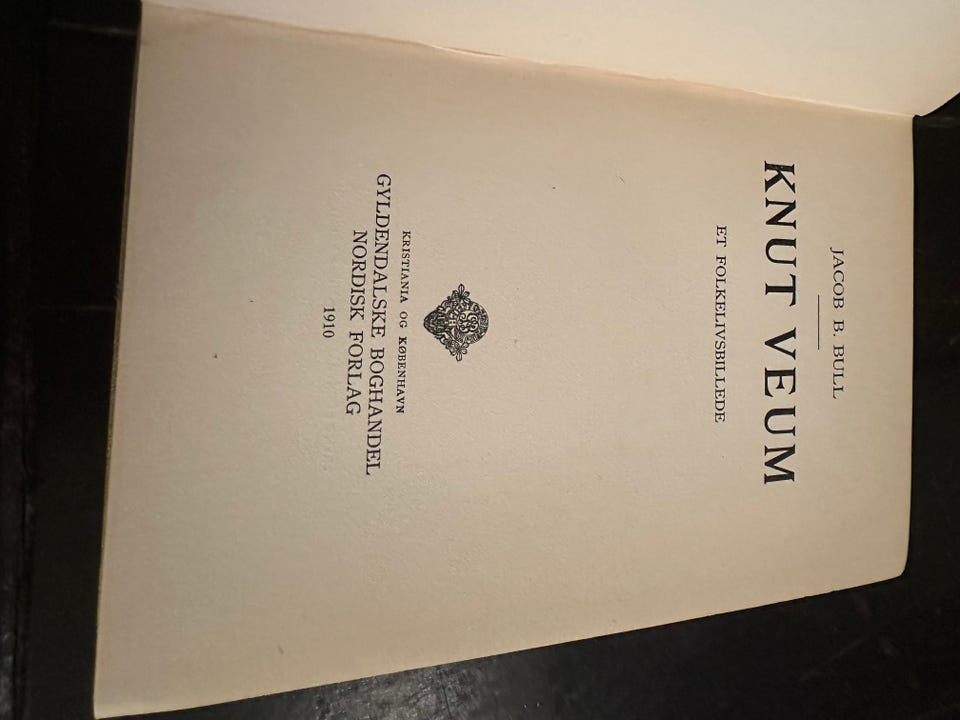 JACOB B. BULL
KNUT VEUM
ET FOLKELIVSBILLEDE
KRISTIANIA OG KØBENHAVN
GYLDENDALSKE BOGHANDEL
NORDISK FORLAG
1910